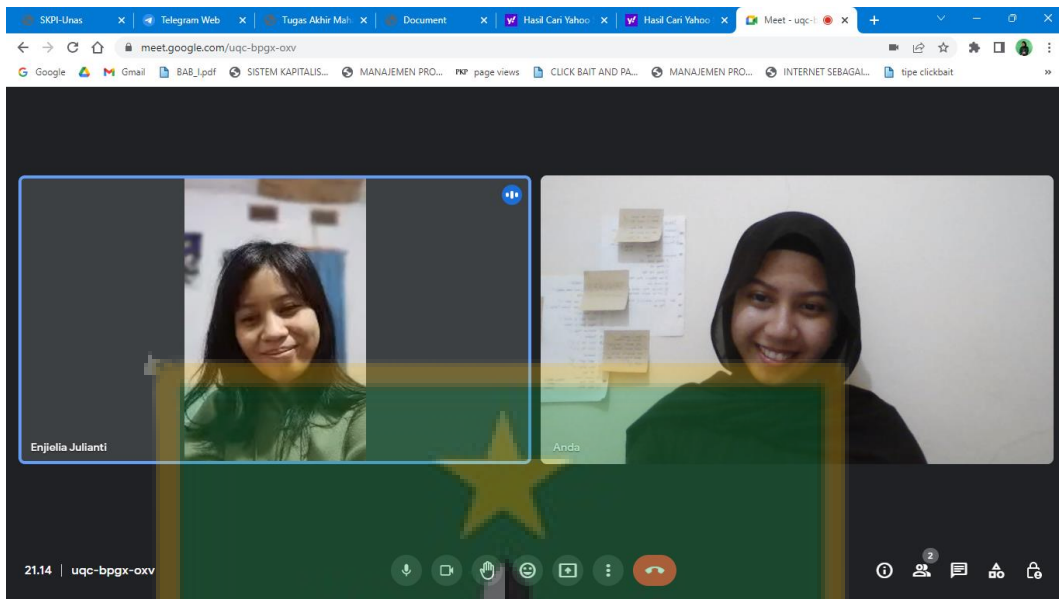 SKPI-Unas
Telegram Web
Tugas Akhir Mah
Document
Hasil Cari Yahoo
Hasil Cari Yahoo
Meet - uqc-
meet.google.com/uqc-bpgx-oxv
Google
Gmail
BAB_I.pdf
SISTEM KAPITALIS...
MANAJEMEN PRO...
PKP page views
CLICK BAIT AND PA...
MANAJEMEN PRO...
INTERNET SEBAGAI...
tipe clickbait
Enjielia Julianti
Anda
21.14 | uqc-bpgx-oxv
2